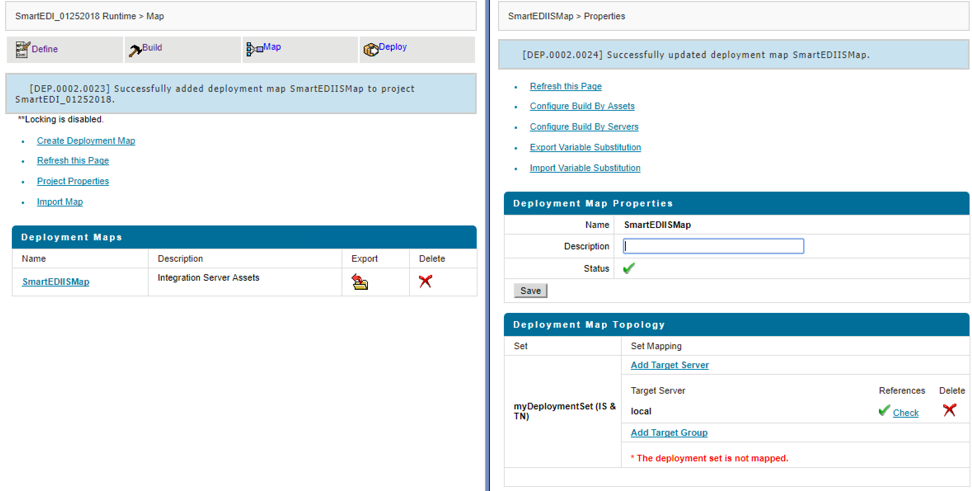 SmartEDI_01252018 Runtime > Map
Define
Build
Map
Deploy
[DEP.0002.0023] Successfully added deployment map SmartEDIISMap to project
SmartEDI_01252018.
**Locking is disabled.
Create Deployment Map
Refresh this Page
Project Properties
Import Map
Deployment Maps
Name Description Export Delete
SmartEDIISMap Integration Server Assets
SmartEDIISMap > Properties
[DEP.0002.0024] Successfully updated deployment map SmartEDIISMap.
Refresh this Page
Configure Build By Assets
Configure Build By Servers
Export Variable Substitution
Import Variable Substitution
Deployment Map Properties
Name SmartEDIISMap
Description
Status
Save
Deployment Map Topology
Set Set Mapping
Add Target Server
Target Server References Delete
myDeploymentSet (IS &
TN)
local Check
Add Target Group
* The deployment set is not mapped.